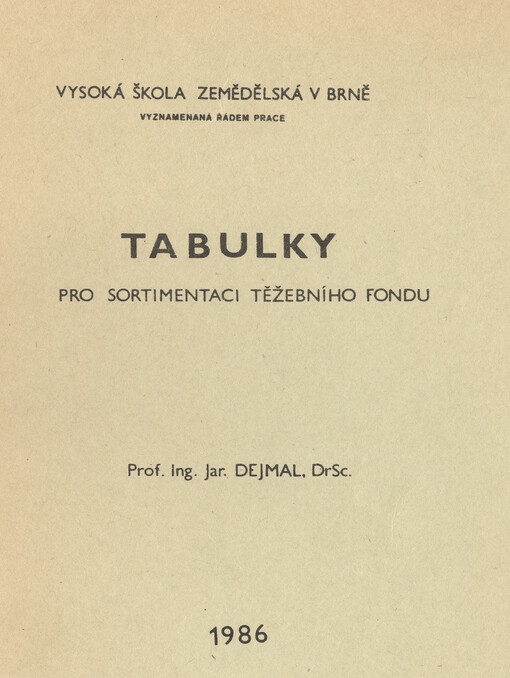 VYSOKÁ ŠKOLA ZEMĚDĚLSKÁ V BRNĚ
VYZNAMENANÁ ŘÁDEM PRACE
TABULKY
PRO SORTIMENTACI TĚŽEBNÍHO FONDU
Prof. Ing. Jar. DEJMAL, DrSc.
1986